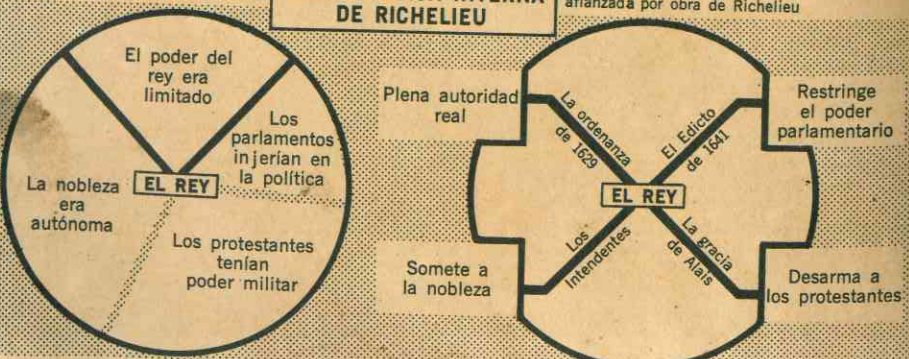 DE RICHELIEU
afianzada por obra de Richelieu
El poder del
rey era
limitado
Los
parlamentos
injerían en
la política
La nobleza
era
autónoma
EL REY
Los protestantes
tenían
poder militar
Plena autoridad
real
La ordenanza
de 1629
El Edicto
de 1641
Restringe
el poder
parlamentario
EL REY
Somete a
la nobleza
Los
Intendentes
La gracia
de Alais
Desarma a
los protestantes